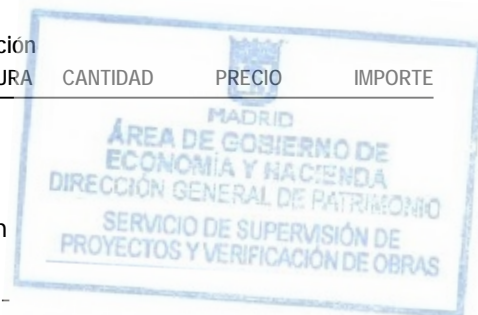 ción
URA CANTIDAD PRECIO IMPORTE
MADRID
ÁREA DE GOBIERNO DE
ECONOMÍA Y HACIENDA
DIRECCIÓN GENERAL DE PATRIMONIO
SERVICIO DE SUPERVISIÓN DE
PROYECTOS Y VERIFICACIÓN DE OBRAS
n